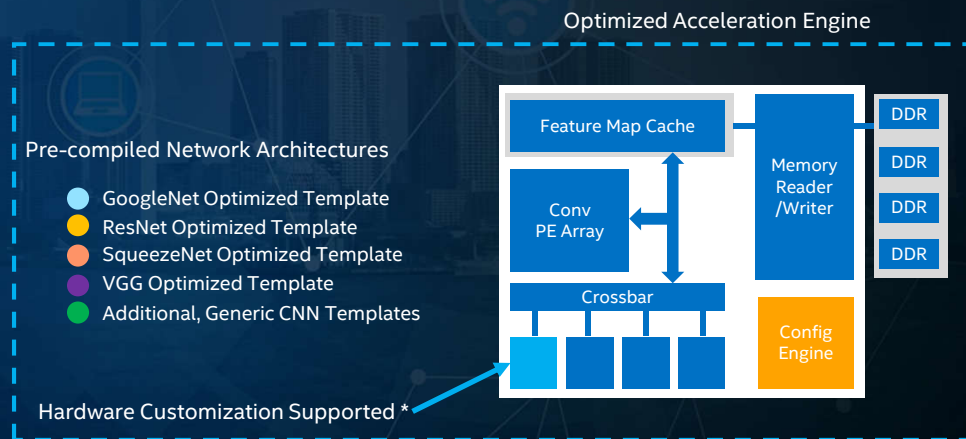 Optimized Acceleration Engine
Pre-compiled Network Architectures
GoogleNet Optimized Template
ResNet Optimized Template
SqueezeNet Optimized Template
VGG Optimized Template
Additional, Generic CNN Templates
Hardware Customization Supported *
Feature Map Cache
Conv
PE Array
Crossbar
Memory
Reader
/Writer
Config
Engine
DDR
DDR
DDR
DDR